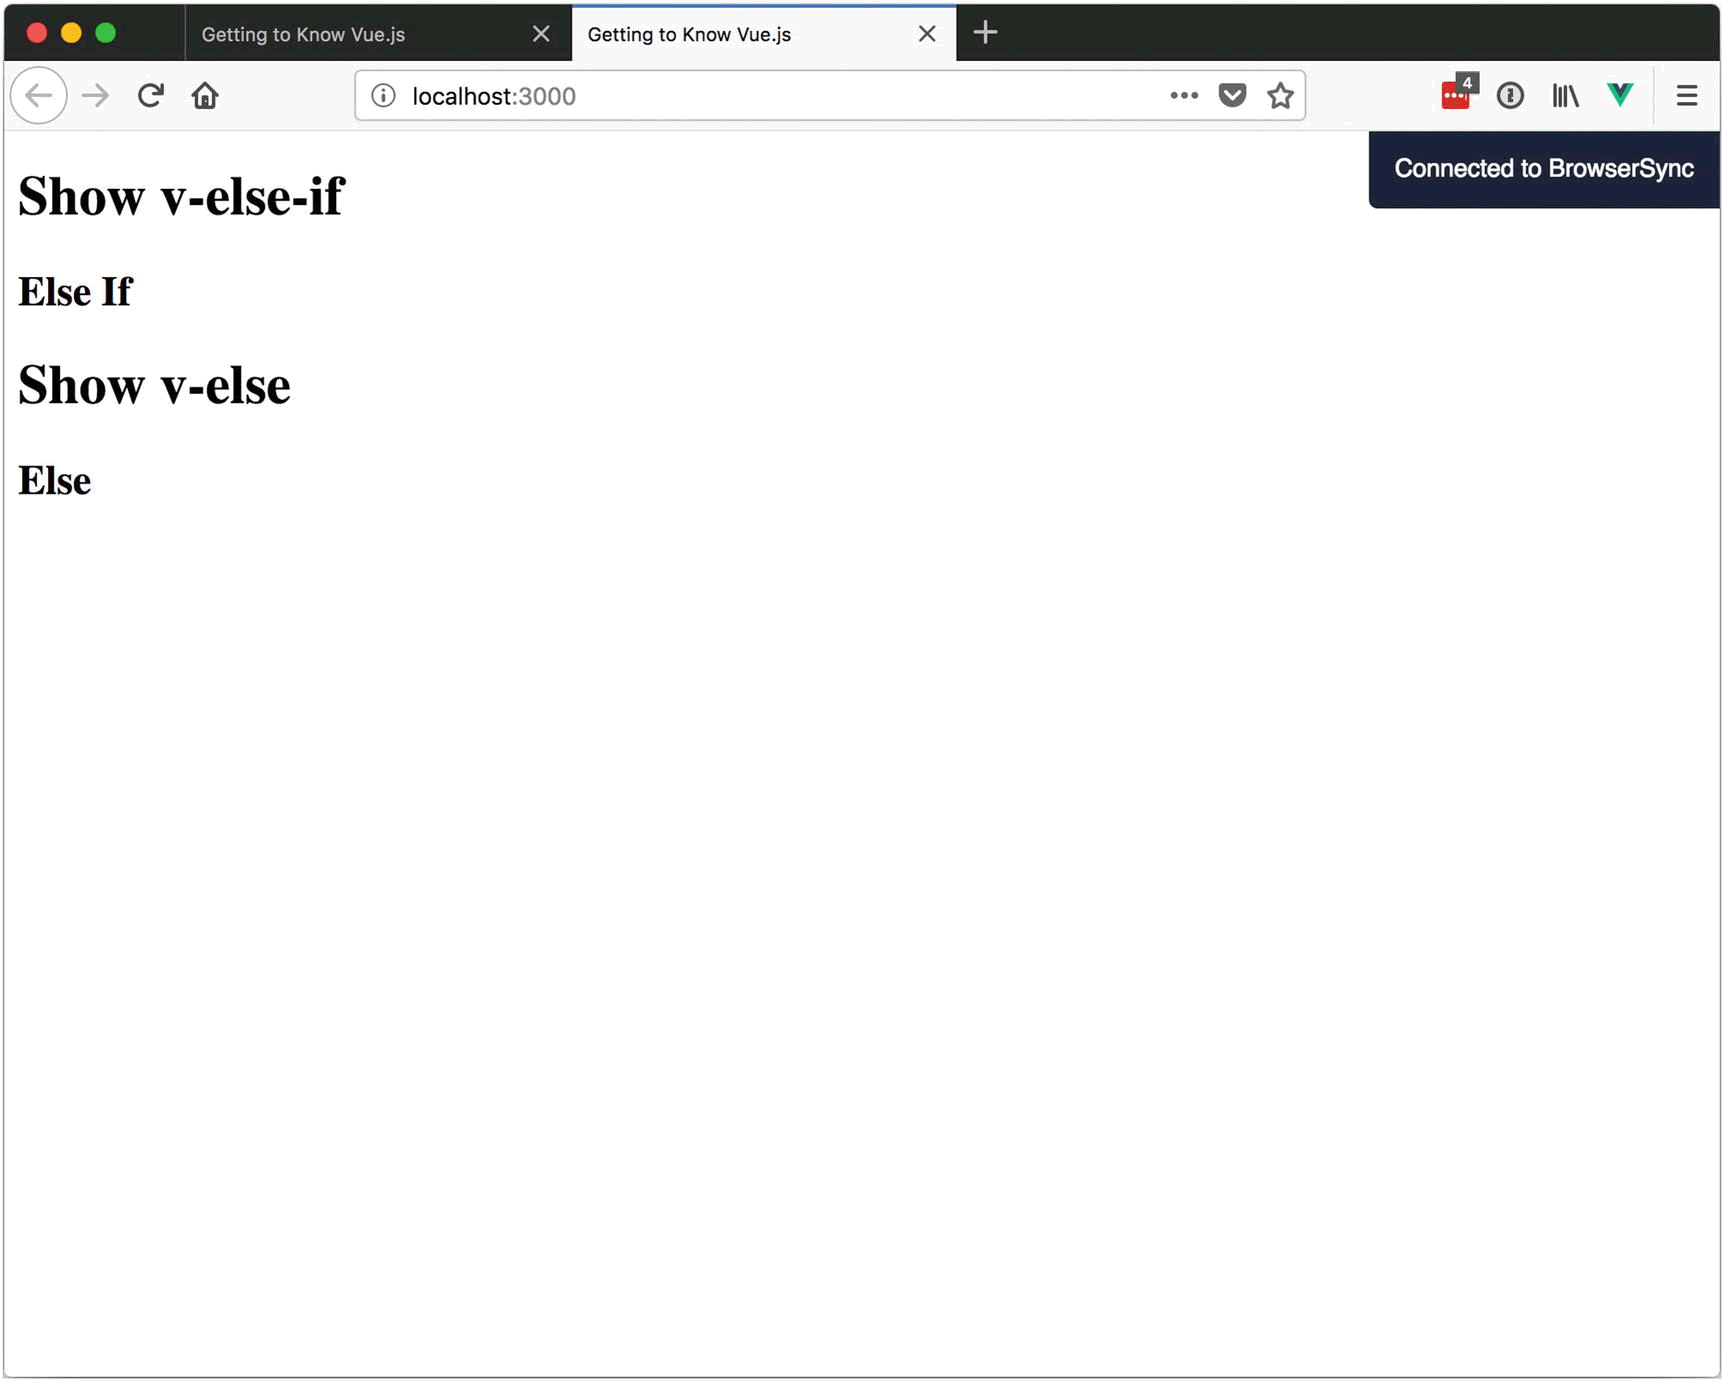 Getting to Know Vue.js
Getting to Know Vue.js
localhost:3000
4
Connected to BrowserSync
Show v-else-if
Else If
Show v-else
Else